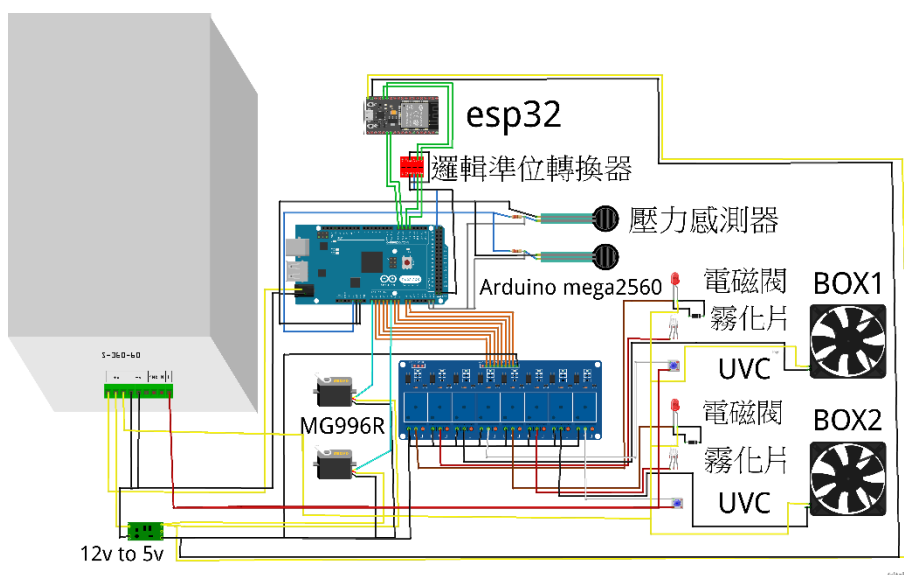 esp32
邏輯準位轉換器
壓力感測器
Arduino mega2560
電磁閥
BOX1
霧化片
UVC
S-360-60
MG996R
電磁閥
BOX2
霧化片
UVC
12v to 5v